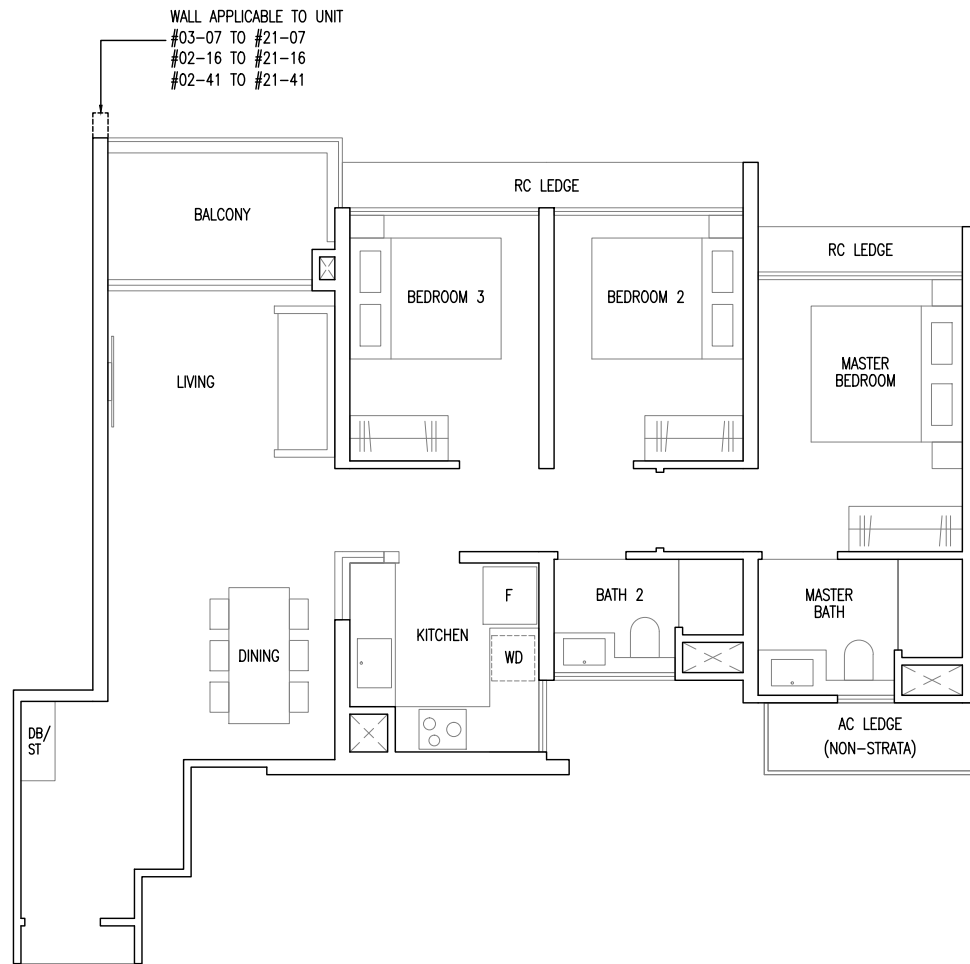 WALL APPLICABLE TO UNIT
#03-07 TO #21-07
#02-16 TO #21-16
#02-41 TO #21-41
RC LEDGE
BALCONY
RC LEDGE
BEDROOM 3
BEDROOM 2
MASTER
BEDROOM
LIVING
F
BATH 2
MASTER
BATH
KITCHEN
DINING
WD
DB/
ST
AC LEDGE
(NON-STRATA)